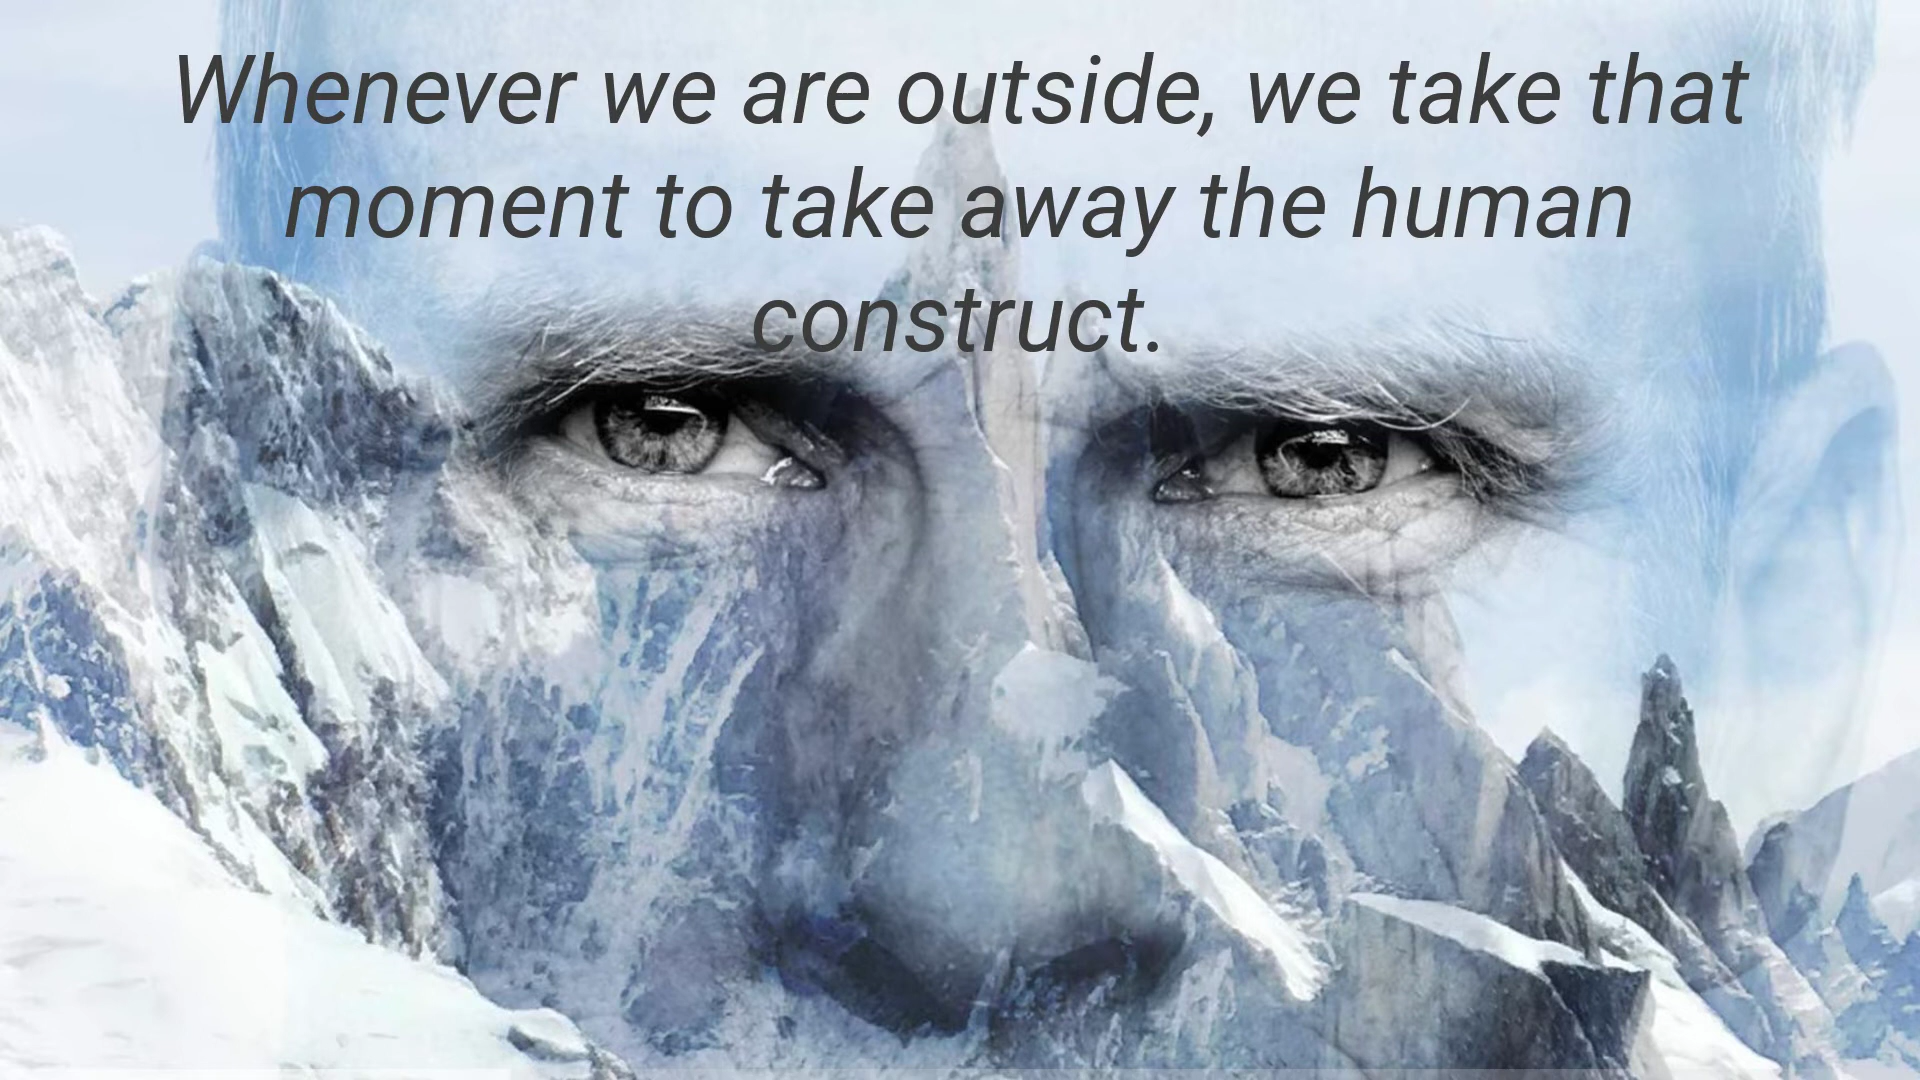 Whenever we are outside, we take that
moment to take away the human
construct.